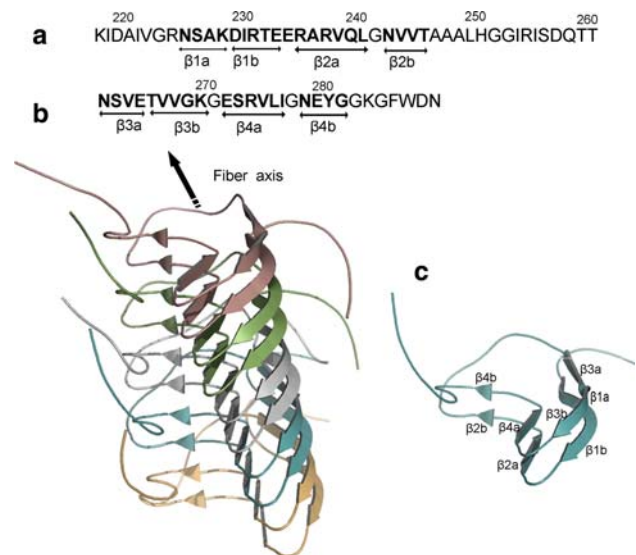 220 230 240 250 260
a KIDAIVGRNSAKDIRTEERARVQLGNVVTAAALHGGIRISDQTT
β1a β1b β2a β2b
270 280
NSVETVVGKGESRVLIGNEYGGKGFWDN
b β3a β3b β4a β4b
Fiber axis
c
β3a
β4b β1a
β3b
β2b β4a
β1b
β2a